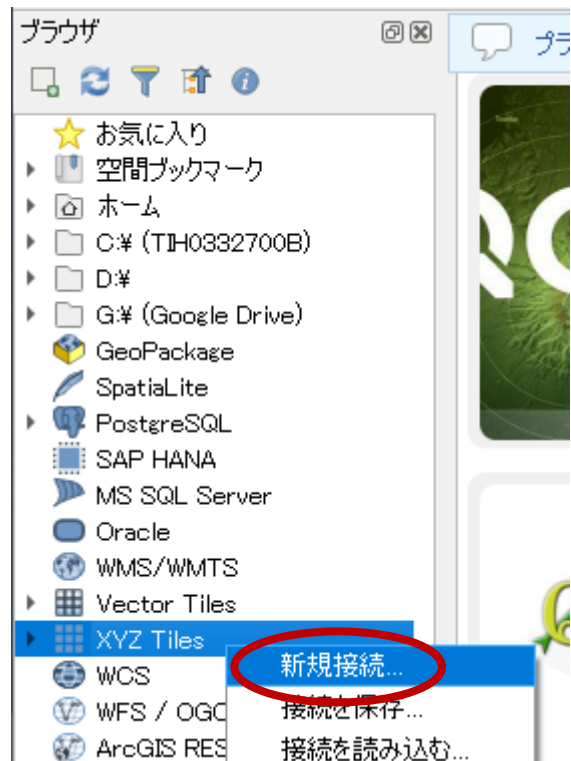 ブラウザ
プラ
お気に入り
空間ブックマーク
ホーム
C:¥ (TIH0332700B)
D:¥
G:¥ (Google Drive)
GeoPackage
SpatiaLite
PostgreSQL
SAP HANA
MS SQL Server
Oracle
WMS/WMTS
Vector Tiles
XYZ Tiles
新規接続...
WCS
接続を保存...
WFS / OGC
接続を読み込む...
ArcGIS RES